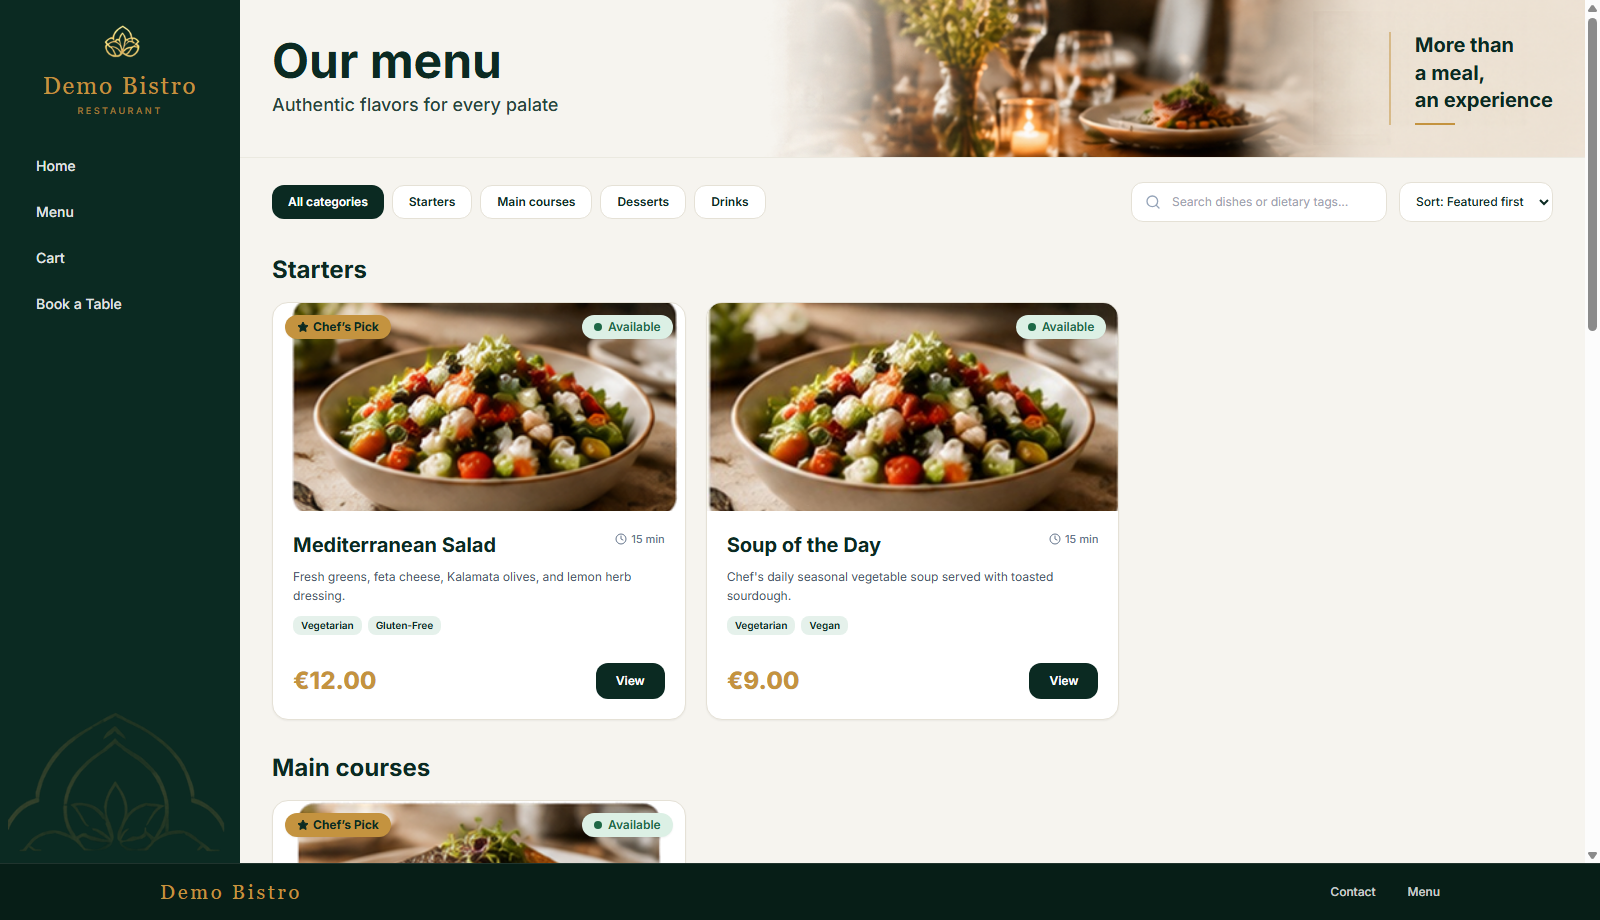 Demo Bistro
RESTAURANT
Home
Menu
Cart
Book a Table
Our menu
Authentic flavors for every palate
More than
a meal,
an experience
All categories
Starters
Main courses
Desserts
Drinks
Search dishes or dietary tags...
Sort: Featured first
Starters
Chef's Pick
Available
Mediterranean Salad
15 min
Fresh greens, feta cheese, Kalamata olives, and lemon herb
dressing.
Vegetarian
Gluten-Free
€12.00
View
Available
Soup of the Day
15 min
Chef's daily seasonal vegetable soup served with toasted
sourdough.
Vegetarian
Vegan
€9.00
View
Main courses
Chef's Pick
Available
Demo Bistro
Contact
Menu